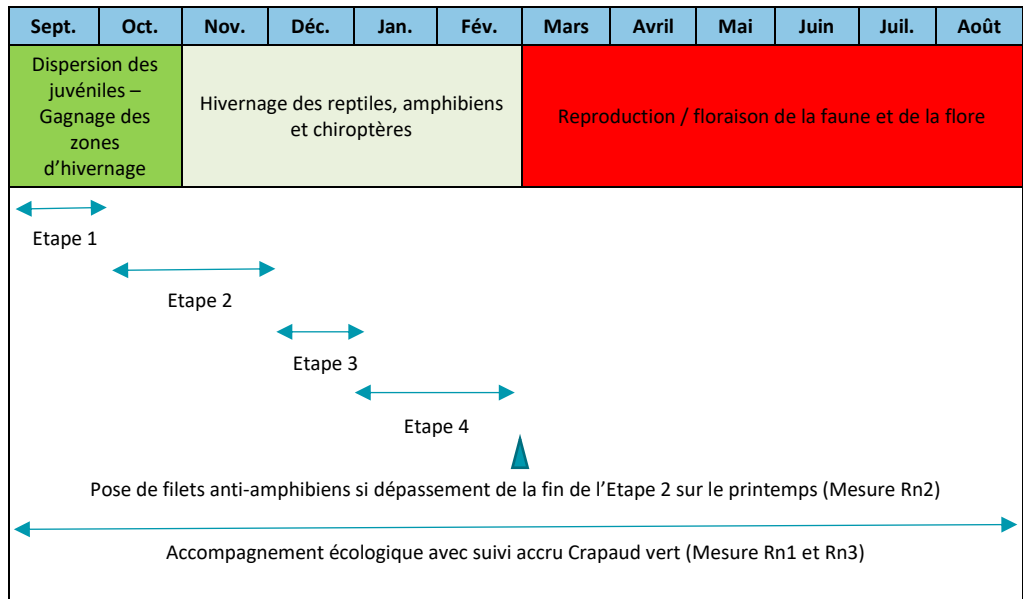 Sept. Oct. Nov. Déc. Jan. Fév. Mars Avril Mai Juin Juil. Août
Dispersion des
juvéniles –
Gagnage des
zones
d’hivernage
Hivernage des reptiles, amphibiens
et chiroptères
Reproduction / floraison de la faune et de la flore
Etape 1
Etape 2
Etape 3
Etape 4
Pose de filets anti-amphibiens si dépassement de la fin de l’Etape 2 sur le printemps (Mesure Rn2)
Accompagnement écologique avec suivi accru Crapaud vert (Mesure Rn1 et Rn3)